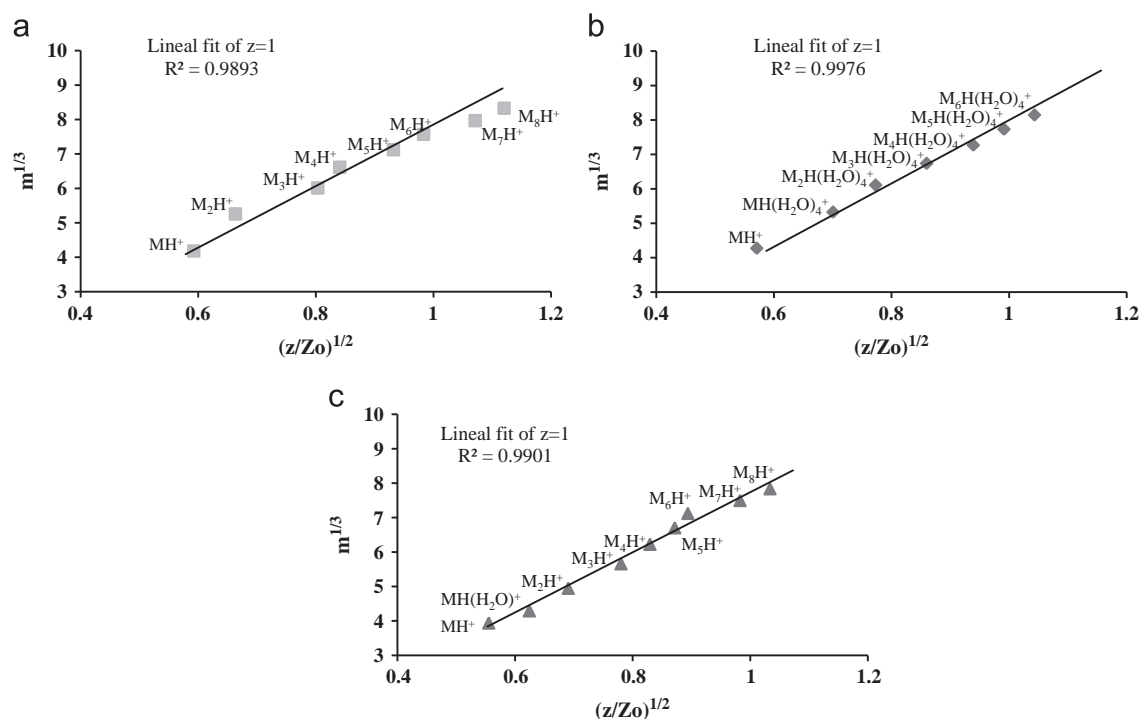 a
Lineal fit of z=1
R² = 0.9893
10
9
8
7
6
5
4
3
m^1/3
MH⁺
M₂H⁺
M₃H⁺
M₄H⁺
M₅H⁺
M₆H⁺
M₇H⁺
M₈H⁺
0.4 0.6 0.8 1 1.2
(z/Zo)^1/2
b
Lineal fit of z=1
R² = 0.9976
10
9
8
7
6
5
4
3
m^1/3
MH⁺
MH(H₂O)₄⁺
M₂H(H₂O)₄⁺
M₃H(H₂O)₄⁺
M₄H(H₂O)₄⁺
M₅H(H₂O)₄⁺
M₆H(H₂O)₄⁺
0.4 0.6 0.8 1 1.2
(z/Zo)^1/2
c
Lineal fit of z=1
R² = 0.9901
10
9
8
7
6
5
4
3
m^1/3
MH⁺
MH(H₂O)⁺
M₂H⁺
M₃H⁺
M₄H⁺
M₅H⁺
M₆H⁺
M₇H⁺
M₈H⁺
0.4 0.6 0.8 1 1.2
(z/Zo)^1/2